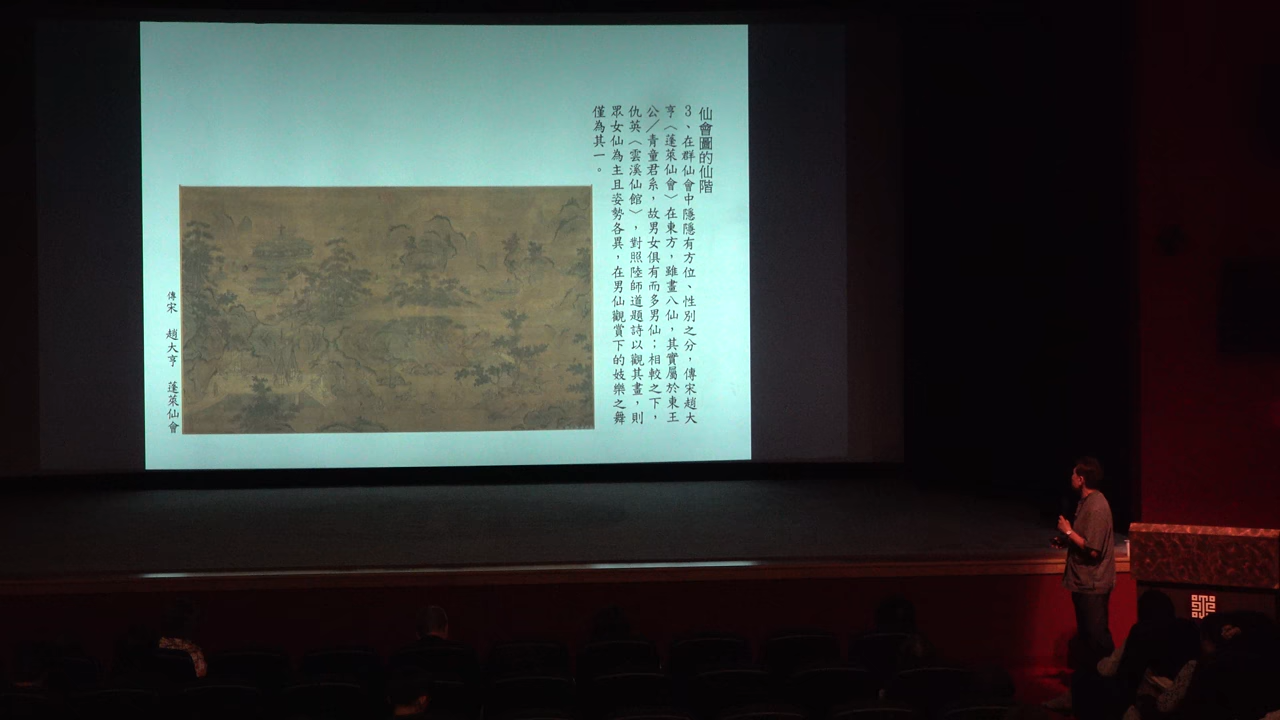 仙會圖的仙階
3、在群仙會中隱隱有方位、性別之分，傳宋趙大
亨〈蓬萊仙會〉在東方，雖畫八仙，其實屬於東王
公／青童君系，故男女俱有而多男仙；相較之下，
仇英〈雲溪仙館〉，對照陸師道題詩以觀其畫，則
眾女仙為主且姿勢各異，在男仙觀賞下的妓樂之舞
僅為其一。
傳宋　趙大亨　蓬萊仙會